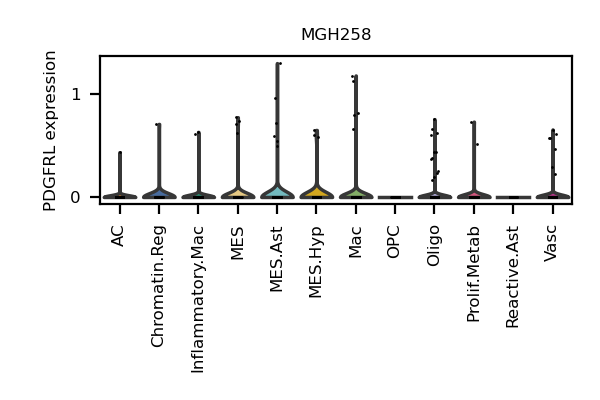 MGH258
PDGFRL expression
1
0
AC
Chromatin.Reg
Inflammatory.Mac
MES
MES.Ast
MES.Hyp
Mac
OPC
Oligo
Prolif.Metab
Reactive.Ast
Vasc